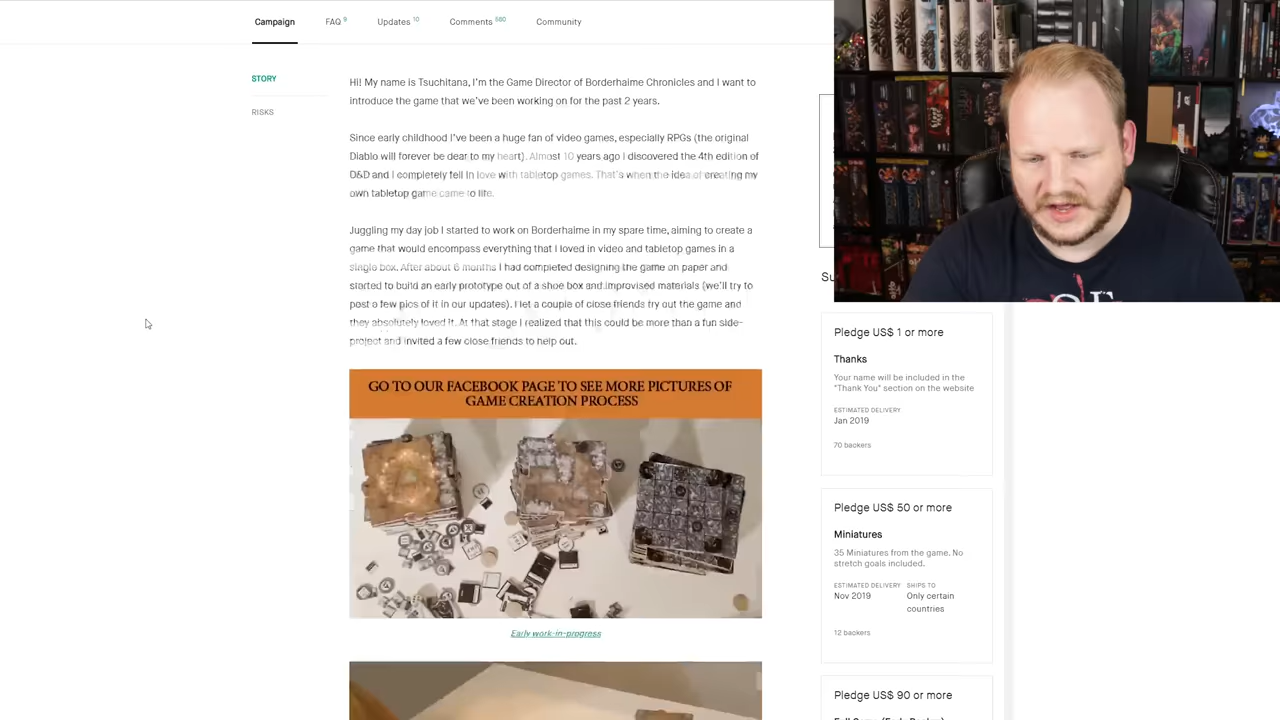 Campaign
FAQ 9
Updates 10
Comments 580
Community
STORY
RISKS
Hi! My name is Tsuchitana, I'm the Game Director of Borderhaime Chronicles and I want to
introduce the game that we've been working on for the past 2 years.
Since early childhood I've been a huge fan of video games, especially RPGs (the original
Diablo will forever be dear to my heart). Almost 10 years ago I discovered the 4th edition of
D&D and I completely fell in love with tabletop games. That's when the idea of creating my
own tabletop game came to life.
Juggling my day job I started to work on Borderhaime in my spare time, aiming to create a
game that would encompass everything that I loved in video and tabletop games in a
single box. After about 6 months I had completed designing the game on paper and
started to build an early prototype out of a shoe box and improvised materials (we'll try to
post a few pics of it in our updates). I let a couple of close friends try out the game and
they absolutely loved it. At that stage I realized that this could be more than a fun side-
project and invited a few close friends to help out.
GO TO OUR FACEBOOK PAGE TO SEE MORE PICTURES OF
GAME CREATION PROCESS
Early work-in-progress
Su
Pledge US$ 1 or more
Thanks
Your name will be included in the
"Thank You" section on the website
ESTIMATED DELIVERY
Jan 2019
70 backers
Pledge US$ 50 or more
Miniatures
35 Miniatures from the game. No
stretch goals included.
ESTIMATED DELIVERY SHIPS TO
Nov 2019 Only certain
countries
12 backers
Pledge US$ 90 or more